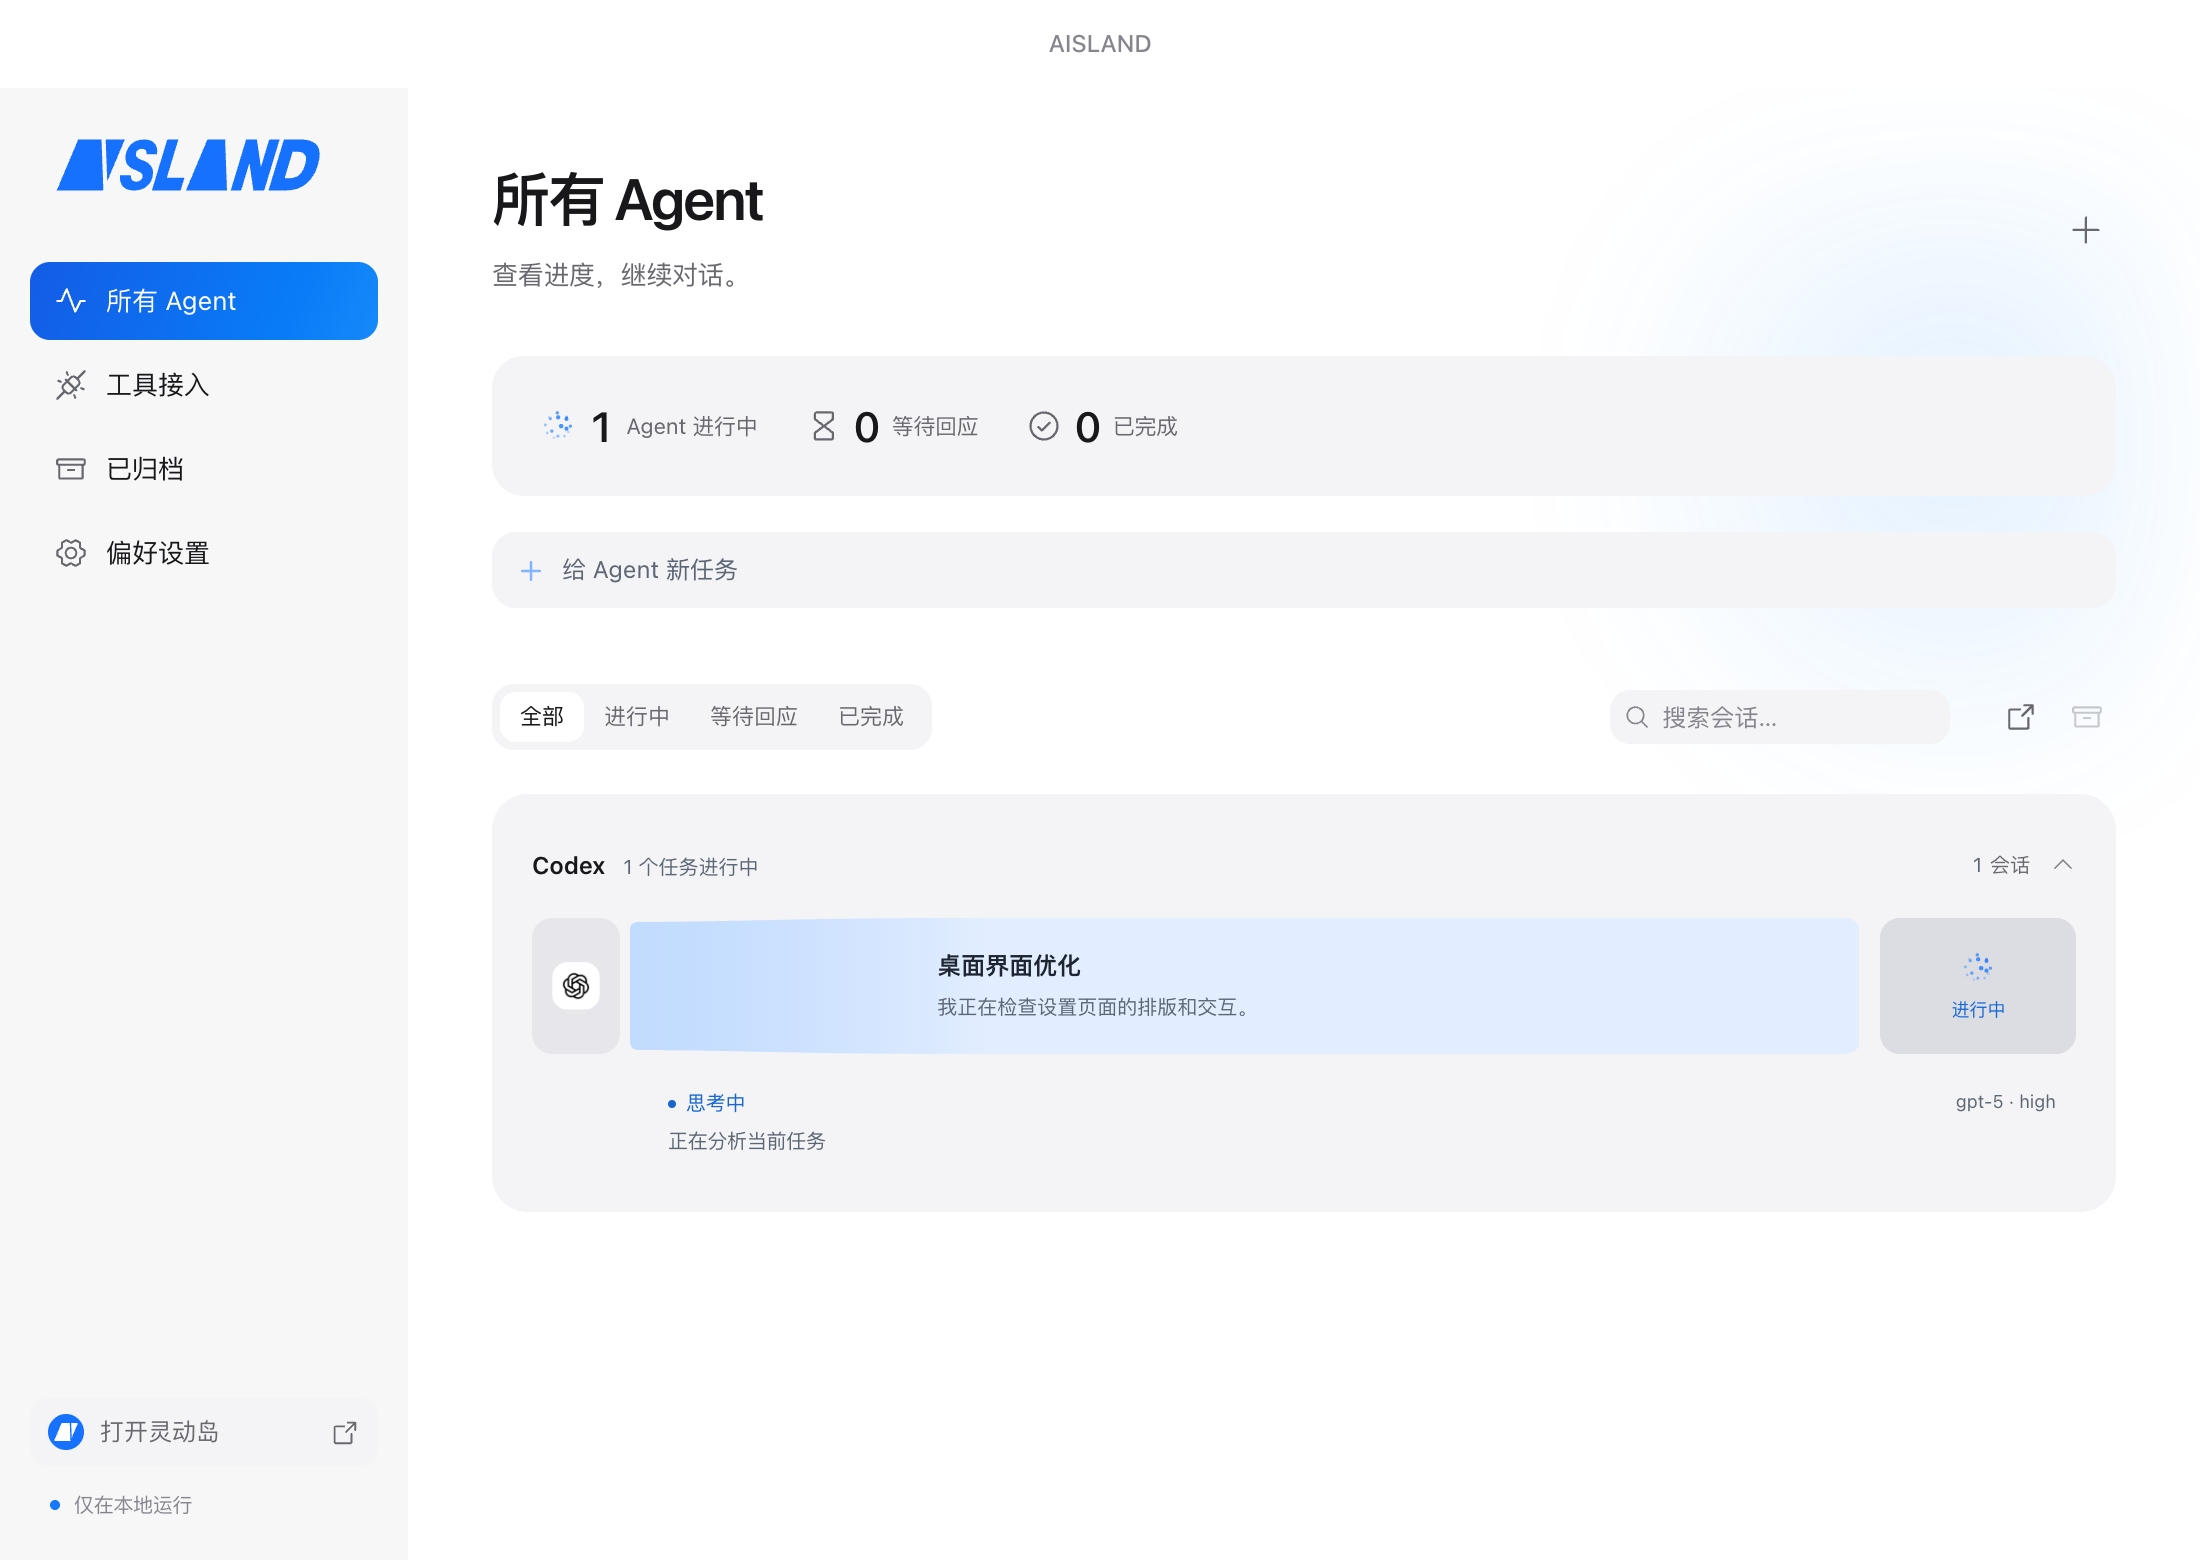 AISLAND
AISLAND
所有 Agent
工具接入
已归档
偏好设置
打开灵动岛
仅在本地运行
所有 Agent
查看进度，继续对话。
1 Agent 进行中 0 等待回应 0 已完成
给 Agent 新任务
全部 进行中 等待回应 已完成
搜索会话...
Codex 1 个任务进行中 1 会话
桌面界面优化
我正在检查设置页面的排版和交互。
进行中
思考中
gpt-5 · high
正在分析当前任务